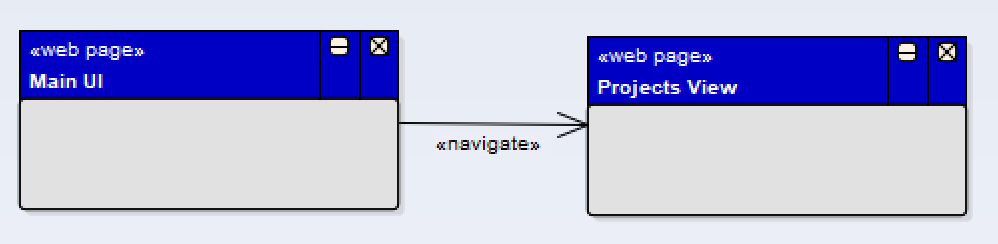 «web page»
Main UI
«navigate»
«web page»
Projects View